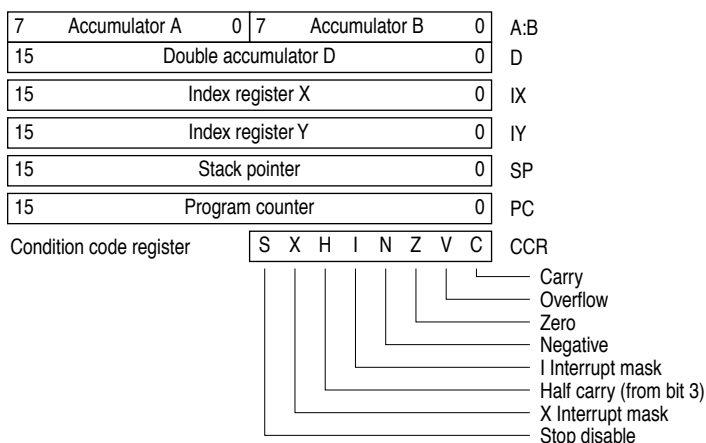 7 Accumulator A 0 7 Accumulator B 0 A:B
15 Double accumulator D 0 D
15 Index register X 0 IX
15 Index register Y 0 IY
15 Stack pointer 0 SP
15 Program counter 0 PC
Condition code register S X H I N Z V C CCR
Carry
Overflow
Zero
Negative
I Interrupt mask
Half carry (from bit 3)
X Interrupt mask
Stop disable